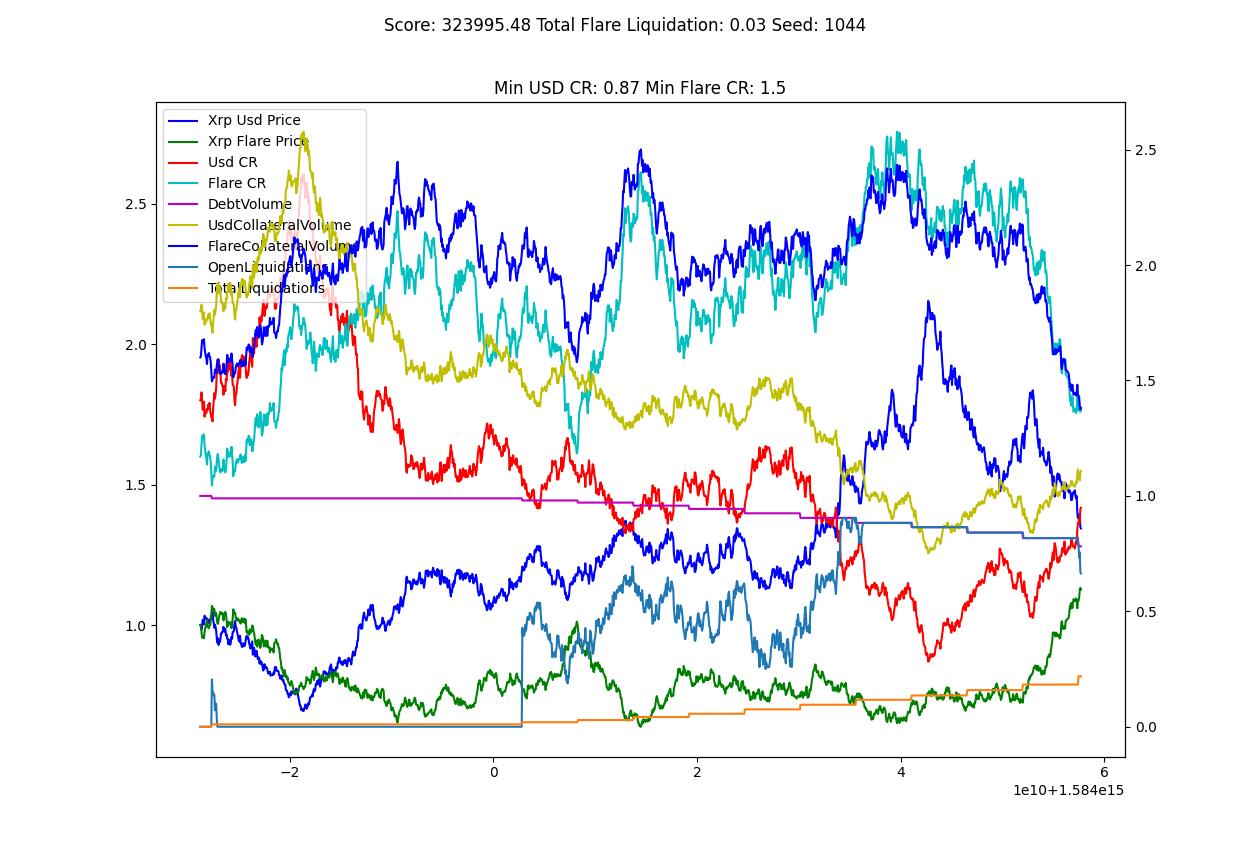 Score: 323995.48 Total Flare Liquidation: 0.03 Seed: 1044
Min USD CR: 0.87 Min Flare CR: 1.5
Xrp Usd Price
Xrp Flare Price
Usd CR
Flare CR
DebtVolume
UsdCollateralVolume
FlareCollateralVolume
OpenLiquidations
TotalLiquidations
2.5
2.0
1.5
1.0
2.5
2.0
1.5
1.0
0.5
0.0
−2
0
2
4
6
1e10+1.584e15